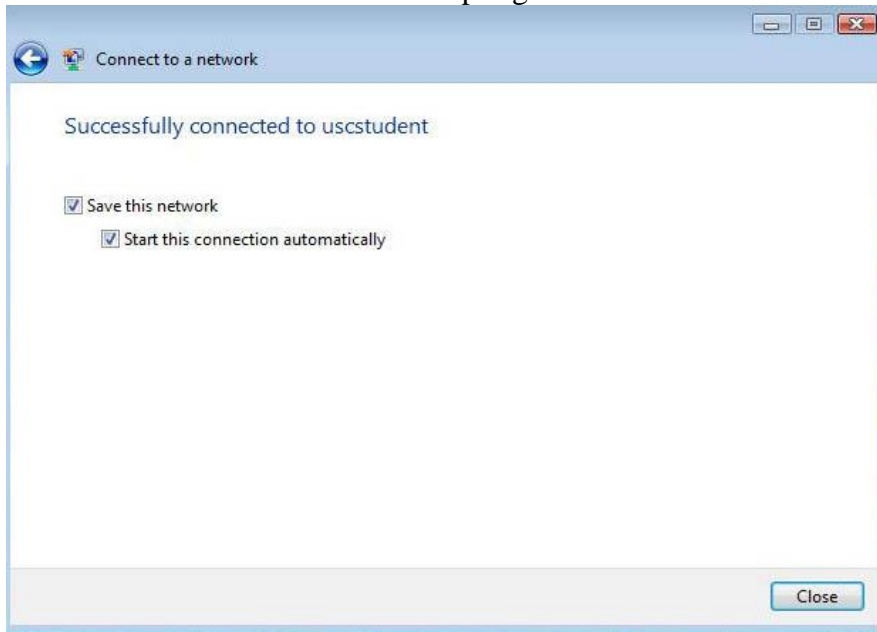 Connect to a network
Successfully connected to uscstudent
Save this network
Start this connection automatically
Close